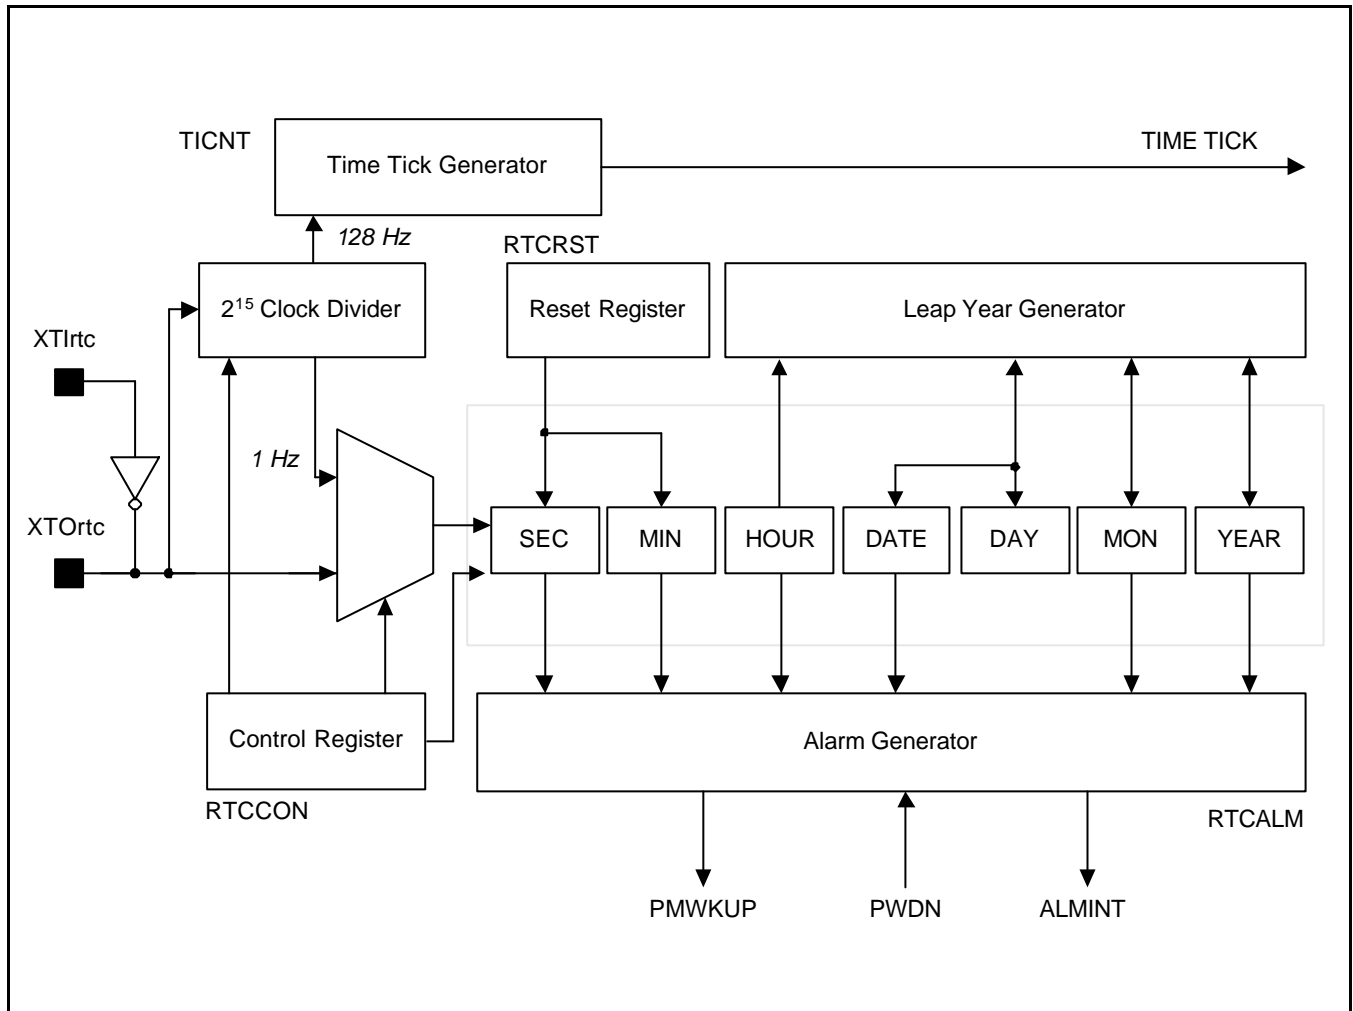 TICNT
Time Tick Generator
TIME TICK
128 Hz
RTCRST
2¹⁵ Clock Divider
Reset Register
Leap Year Generator
XTIrtc
1 Hz
XTOrtc
SEC
MIN
HOUR
DATE
DAY
MON
YEAR
Control Register
Alarm Generator
RTCCON
RTCALM
PMWKUP
PWDN
ALMINT